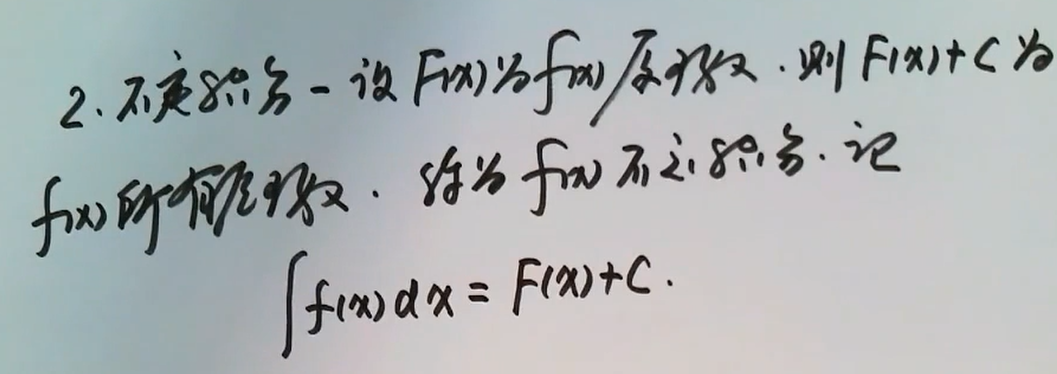 2. 不定积分 - 设 F(x) 为 f(x) 原函数. 则 F(x)+C 为
f(x) 所有原函数. 称为 f(x) 不定积分. 记
∫f(x)dx = F(x)+C.